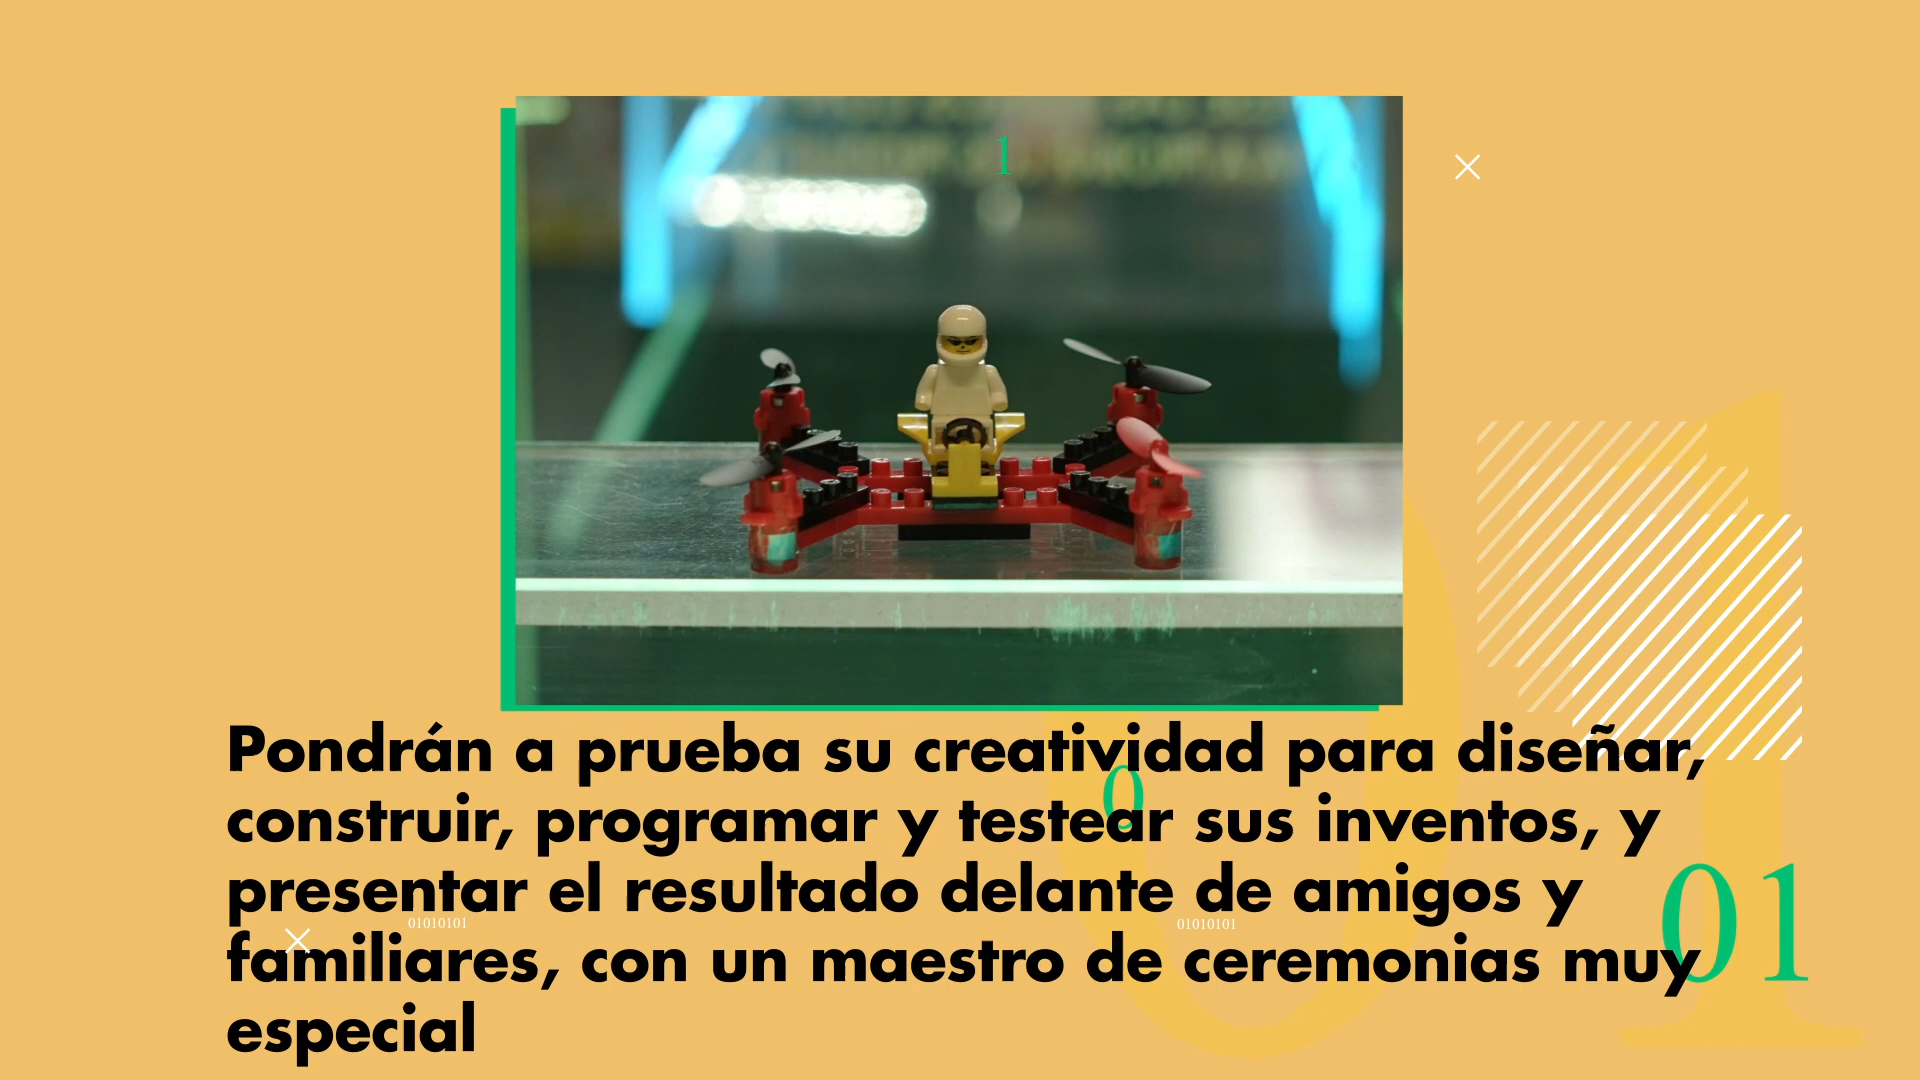 1
Pondrán a prueba su creatividad para diseñar,
0
construir, programar y testear sus inventos, y
presentar el resultado delante de amigos y
01
01010101
01010101
familiares, con un maestro de ceremonias muy
especial
01